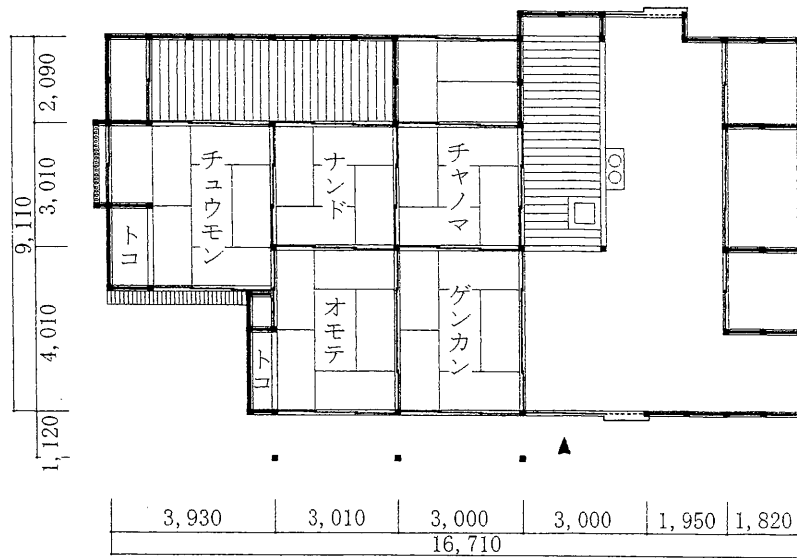 2,090
3,010
9,110
4,010
1,120
チュウモン
ナンド
チャノマ
トコ
オモテ
ゲンカン
トコ
3,930
3,010
3,000
3,000
1,950
1,820
16,710